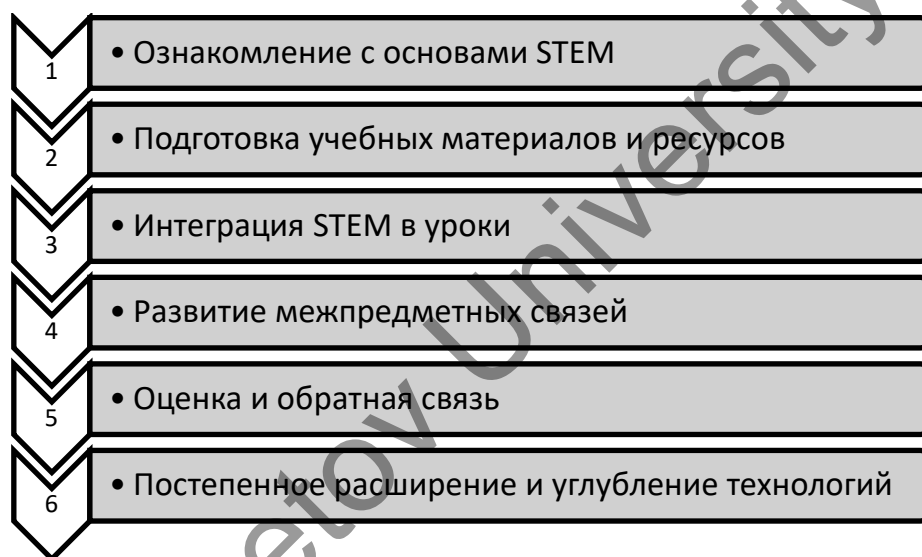 1
• Ознакомление с основами STEM
2
• Подготовка учебных материалов и ресурсов
3
• Интеграция STEM в уроки
4
• Развитие межпредметных связей
5
• Оценка и обратная связь
6
• Постепенное расширение и углубление технологий
etov University